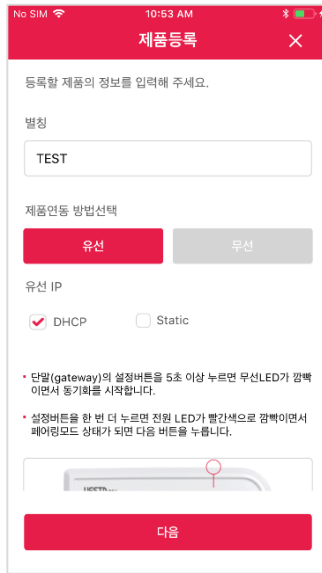 No SIM 10:53 AM
제품등록
등록할 제품의 정보를 입력해 주세요.
별칭
TEST
제품연동 방법선택
유선 무선
유선 IP
DHCP Static
• 단말(gateway)의 설정버튼을 5초 이상 누르면 무선LED가 깜빡
이면서 동기화를 시작합니다.
• 설정버튼을 한 번 더 누르면 전원 LED가 빨간색으로 깜빡이면서
페어링모드 상태가 되면 다음 버튼을 누릅니다.
다음